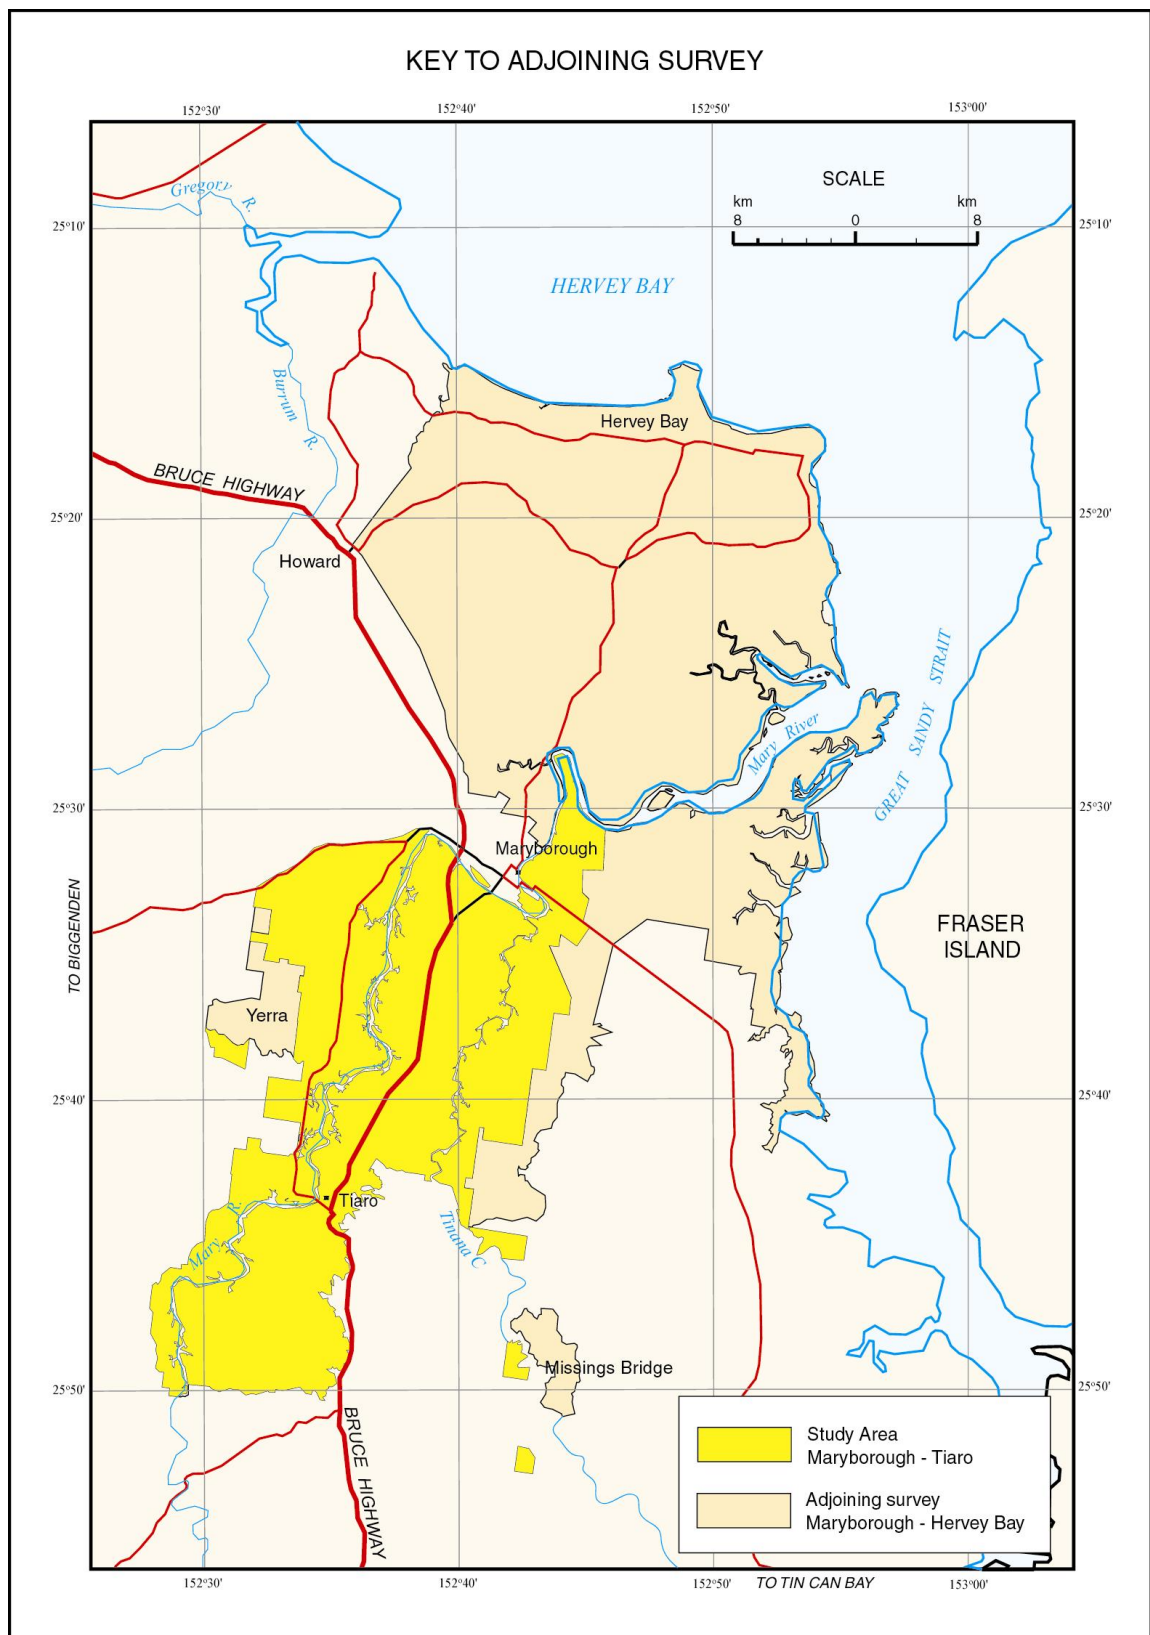 KEY TO ADJOINING SURVEY
152°30'
152°40'
152°50'
153°00'
SCALE
km
km
8
0
8
Gregory R.
25°10'
25°10'
HERVEY BAY
Burrum R.
Hervey Bay
BRUCE HIGHWAY
25°20'
25°20'
Howard
GREAT SANDY STRAIT
Mary River
25°30'
25°30'
Maryborough
TO BIGGENDEN
FRASER
ISLAND
Yerra
25°40'
25°40'
Tiaro
Mary R.
Tinana C
Missings Bridge
25°50'
25°50'
BRUCE HIGHWAY
Study Area
Maryborough - Tiaro
Adjoining survey
Maryborough - Hervey Bay
152°30'
152°40'
152°50'
TO TIN CAN BAY
153°00'